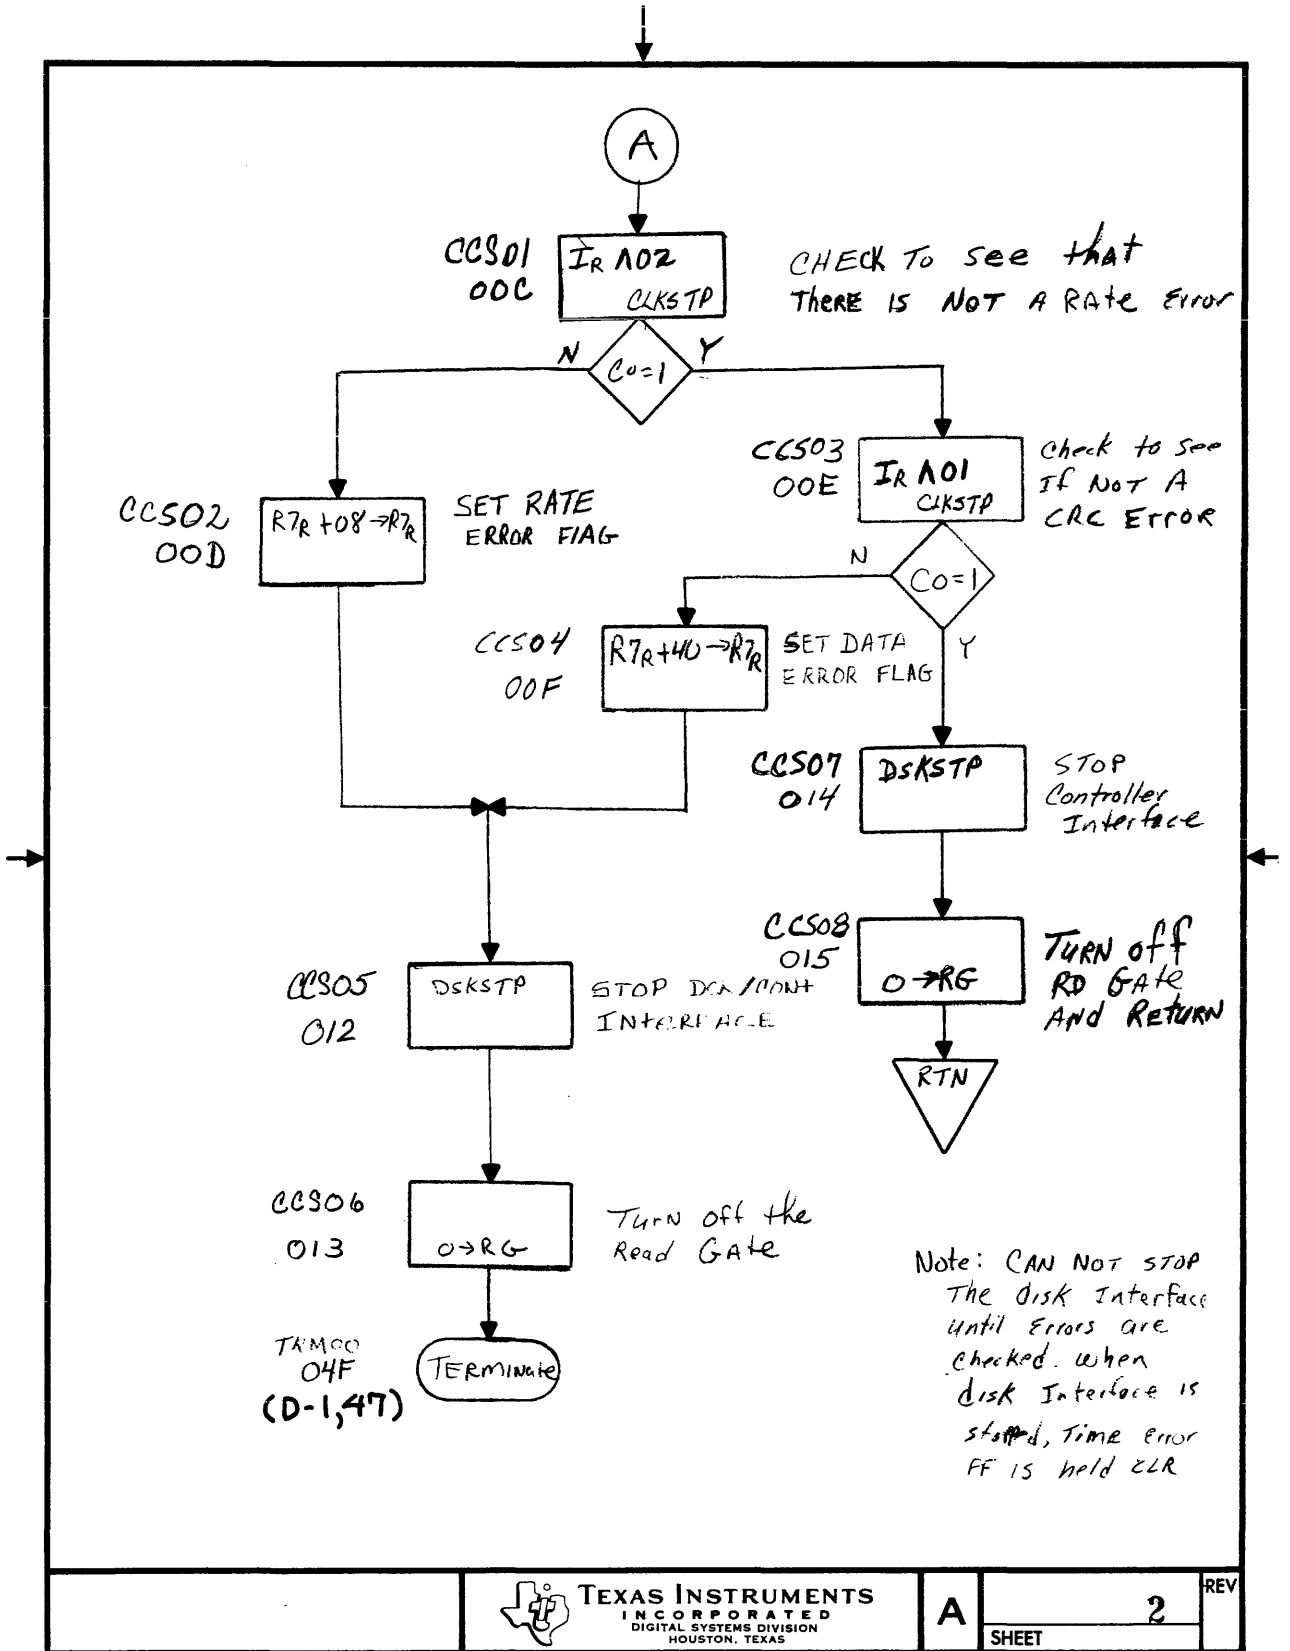 A
CCS01
00C
IR Λ02
CLKSTP
CHECK To see that
THERE IS NOT A RAte Error
N
Co=1
Y
CCS03
00E
IR Λ01
CLKSTP
Check to see
If NOT A
CRC Error
CCS02
00D
R7R +08→R7R
SET RATE
ERROR FLAG
N
Co=1
Y
CCS04
00F
R7R+40→R7R
SET DATA
ERROR FLAG
CCS07
014
DSKSTP
STOP
Controller
Interface
CCS08
015
0→RG
TURN off
RD GAte
ANd RETURN
CCS05
012
DSKSTP
STOP /CONt
INtERFACE
RTN
CCS06
013
0→RG
Turn off the
Read GAte
04F
(D-1,47)
TERMINate
Note: CAN NOT STOP
The disk Interface
until Errors are
checked. when
disk Interface is
stopped, Time Error
FF is held CLR
TEXAS INSTRUMENTS
INCORPORATED
DIGITAL SYSTEMS DIVISION
HOUSTON, TEXAS
A
2
SHEET
REV